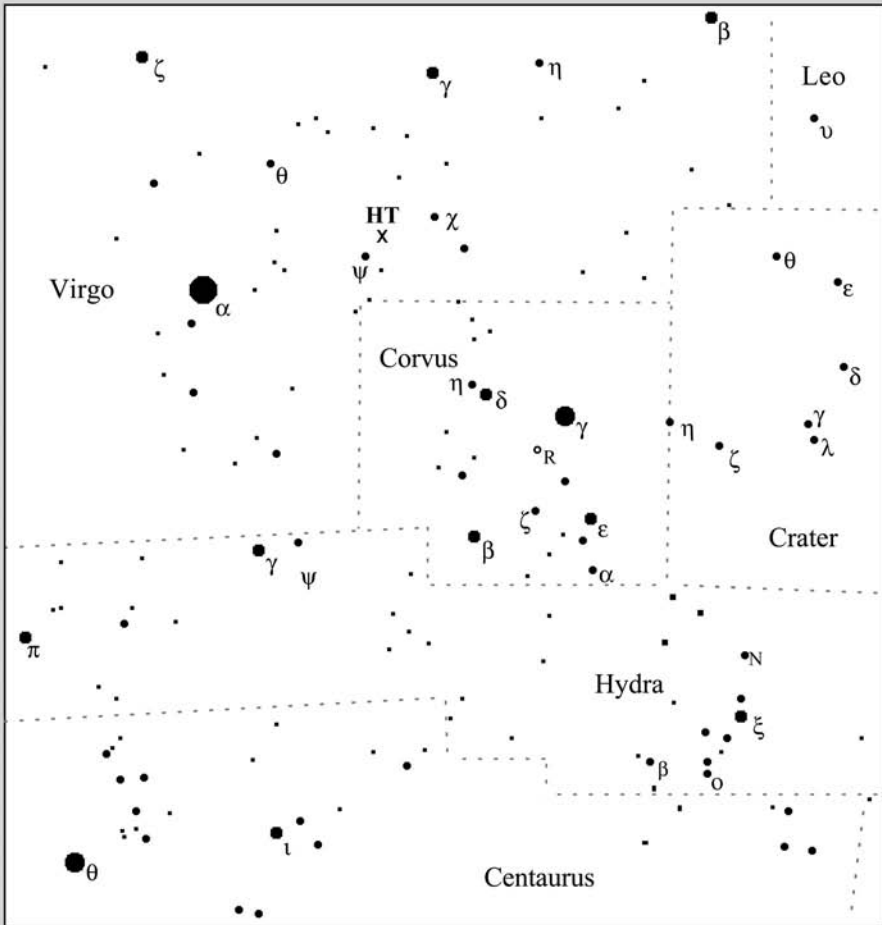 β
ζ
γ
η
Leo
υ
θ
HT
X
χ
ψ
θ
ε
Virgo
α
Corvus
η
δ
δ
γ
η
γ
λ
R
ζ
ζ
ε
β
Crater
γ
ψ
α
π
N
Hydra
ξ
β
ο
ι
θ
Centaurus